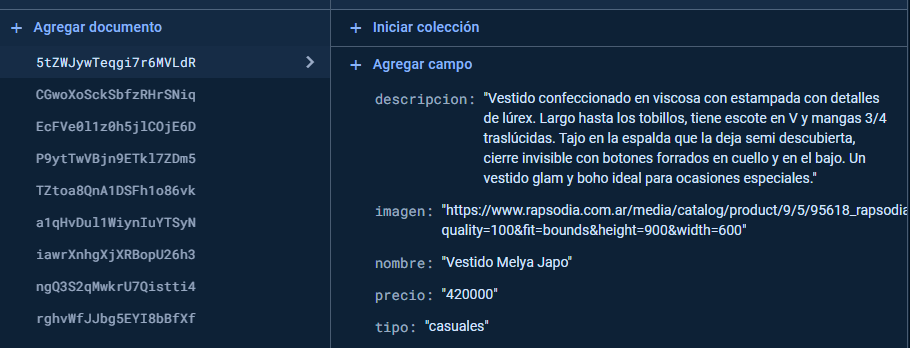 Agregar documento
5tZWJywTeqgi7r6MVLdR
CGwoXoSckSbfzRHrSNiq
EcFVe0l1z0h5jlCOjE6D
P9ytTwVBjn9ETkl7ZDm5
TZtoa8QnA1DSFh1o86vk
a1qHvDul1WiynIuYTSyN
iawrXnhgXjXRBopU26h3
ngQ3S2qMwkrU7Qistti4
rghvWfJJbg5EYI8bBfXf
Iniciar colección
Agregar campo
descripcion: "Vestido confeccionado en viscosa con estampada con detalles
de lúrex. Largo hasta los tobillos, tiene escote en V y mangas 3/4
traslúcidas. Tajo en la espalda que la deja semi descubierta,
cierre invisible con botones forrados en cuello y en el bajo. Un
vestido glam y boho ideal para ocasiones especiales."
imagen: "https://www.rapsodia.com.ar/media/catalog/product/9/5/95618_rapsodia
quality=100&fit=bounds&height=900&width=600"
nombre: "Vestido Melya Japo"
precio: "420000"
tipo: "casuales"